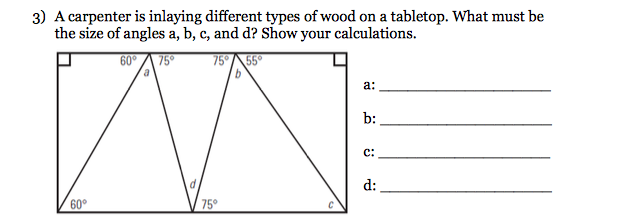 3) A carpenter is inlaying different types of wood on a tabletop. What must be
the size of angles a, b, c, and d? Show your calculations.
60° 75° 75° 55°
a b
a:
b:
c:
d:
d
60° 75° c